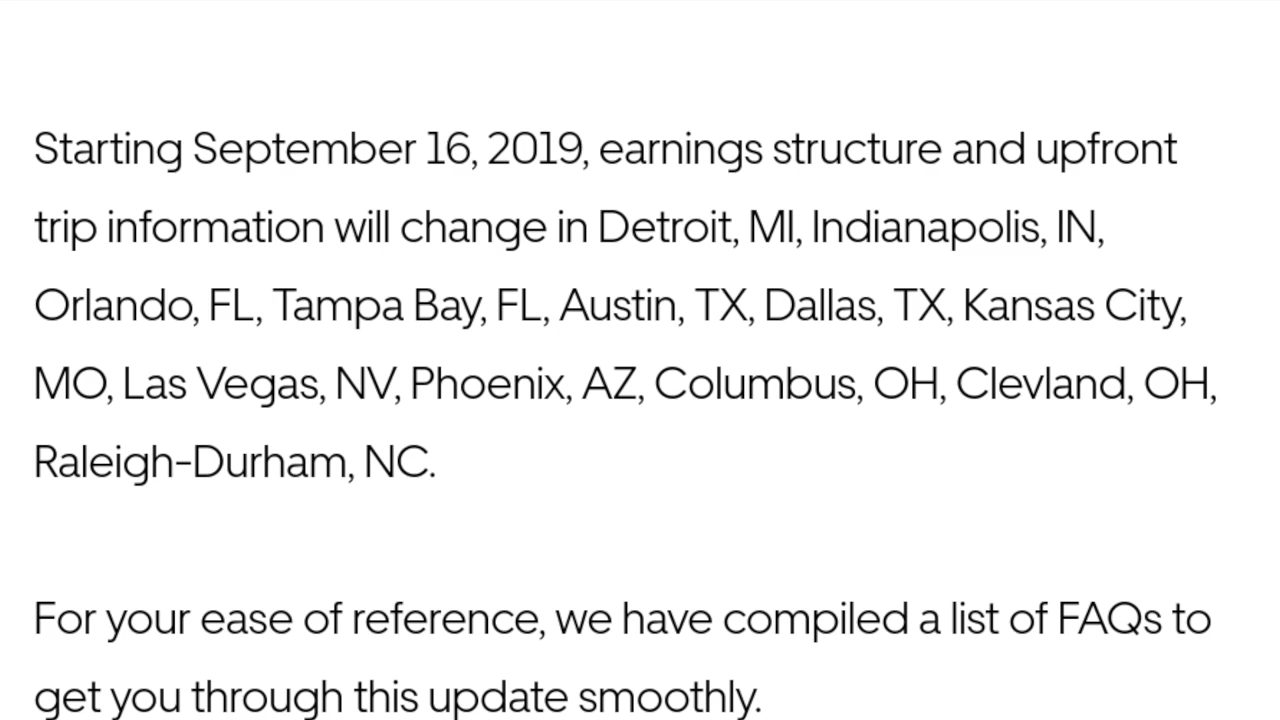 Starting September 16, 2019, earnings structure and upfront
trip information will change in Detroit, MI, Indianapolis, IN,
Orlando, FL, Tampa Bay, FL, Austin, TX, Dallas, TX, Kansas City,
MO, Las Vegas, NV, Phoenix, AZ, Columbus, OH, Clevland, OH,
Raleigh-Durham, NC.
For your ease of reference, we have compiled a list of FAQs to
get you through this update smoothly.